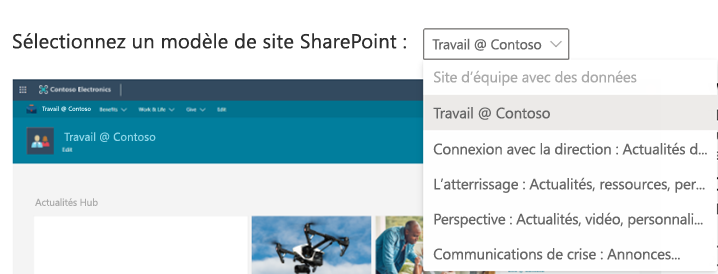 Sélectionnez un modèle de site SharePoint :
Travail @ Contoso
Site d'équipe avec des données
Travail @ Contoso
Connexion avec la direction : Actualités d...
L'atterrissage : Actualités, ressources, per...
Perspective : Actualités, vidéo, personnali...
Communications de crise : Annonces...
Contoso Electronics
Travail @ Contoso Benefits Work & Life Give Edit
Travail @ Contoso
Edit
Actualités Hub